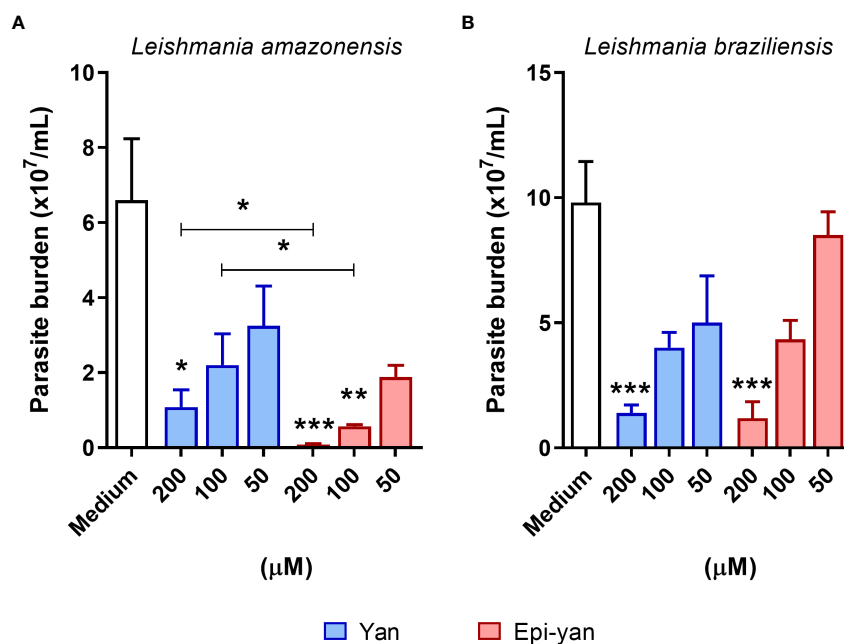 A
Leishmania amazonensis
Parasite burden (x10⁷/mL)
10
8
6
4
2
0
*
*
*
***
**
Medium
200
100
50
200
100
50
(μM)
B
Leishmania braziliensis
Parasite burden (x10⁷/mL)
15
10
5
0
***
***
Medium
200
100
50
200
100
50
(μM)
Yan
Epi-yan